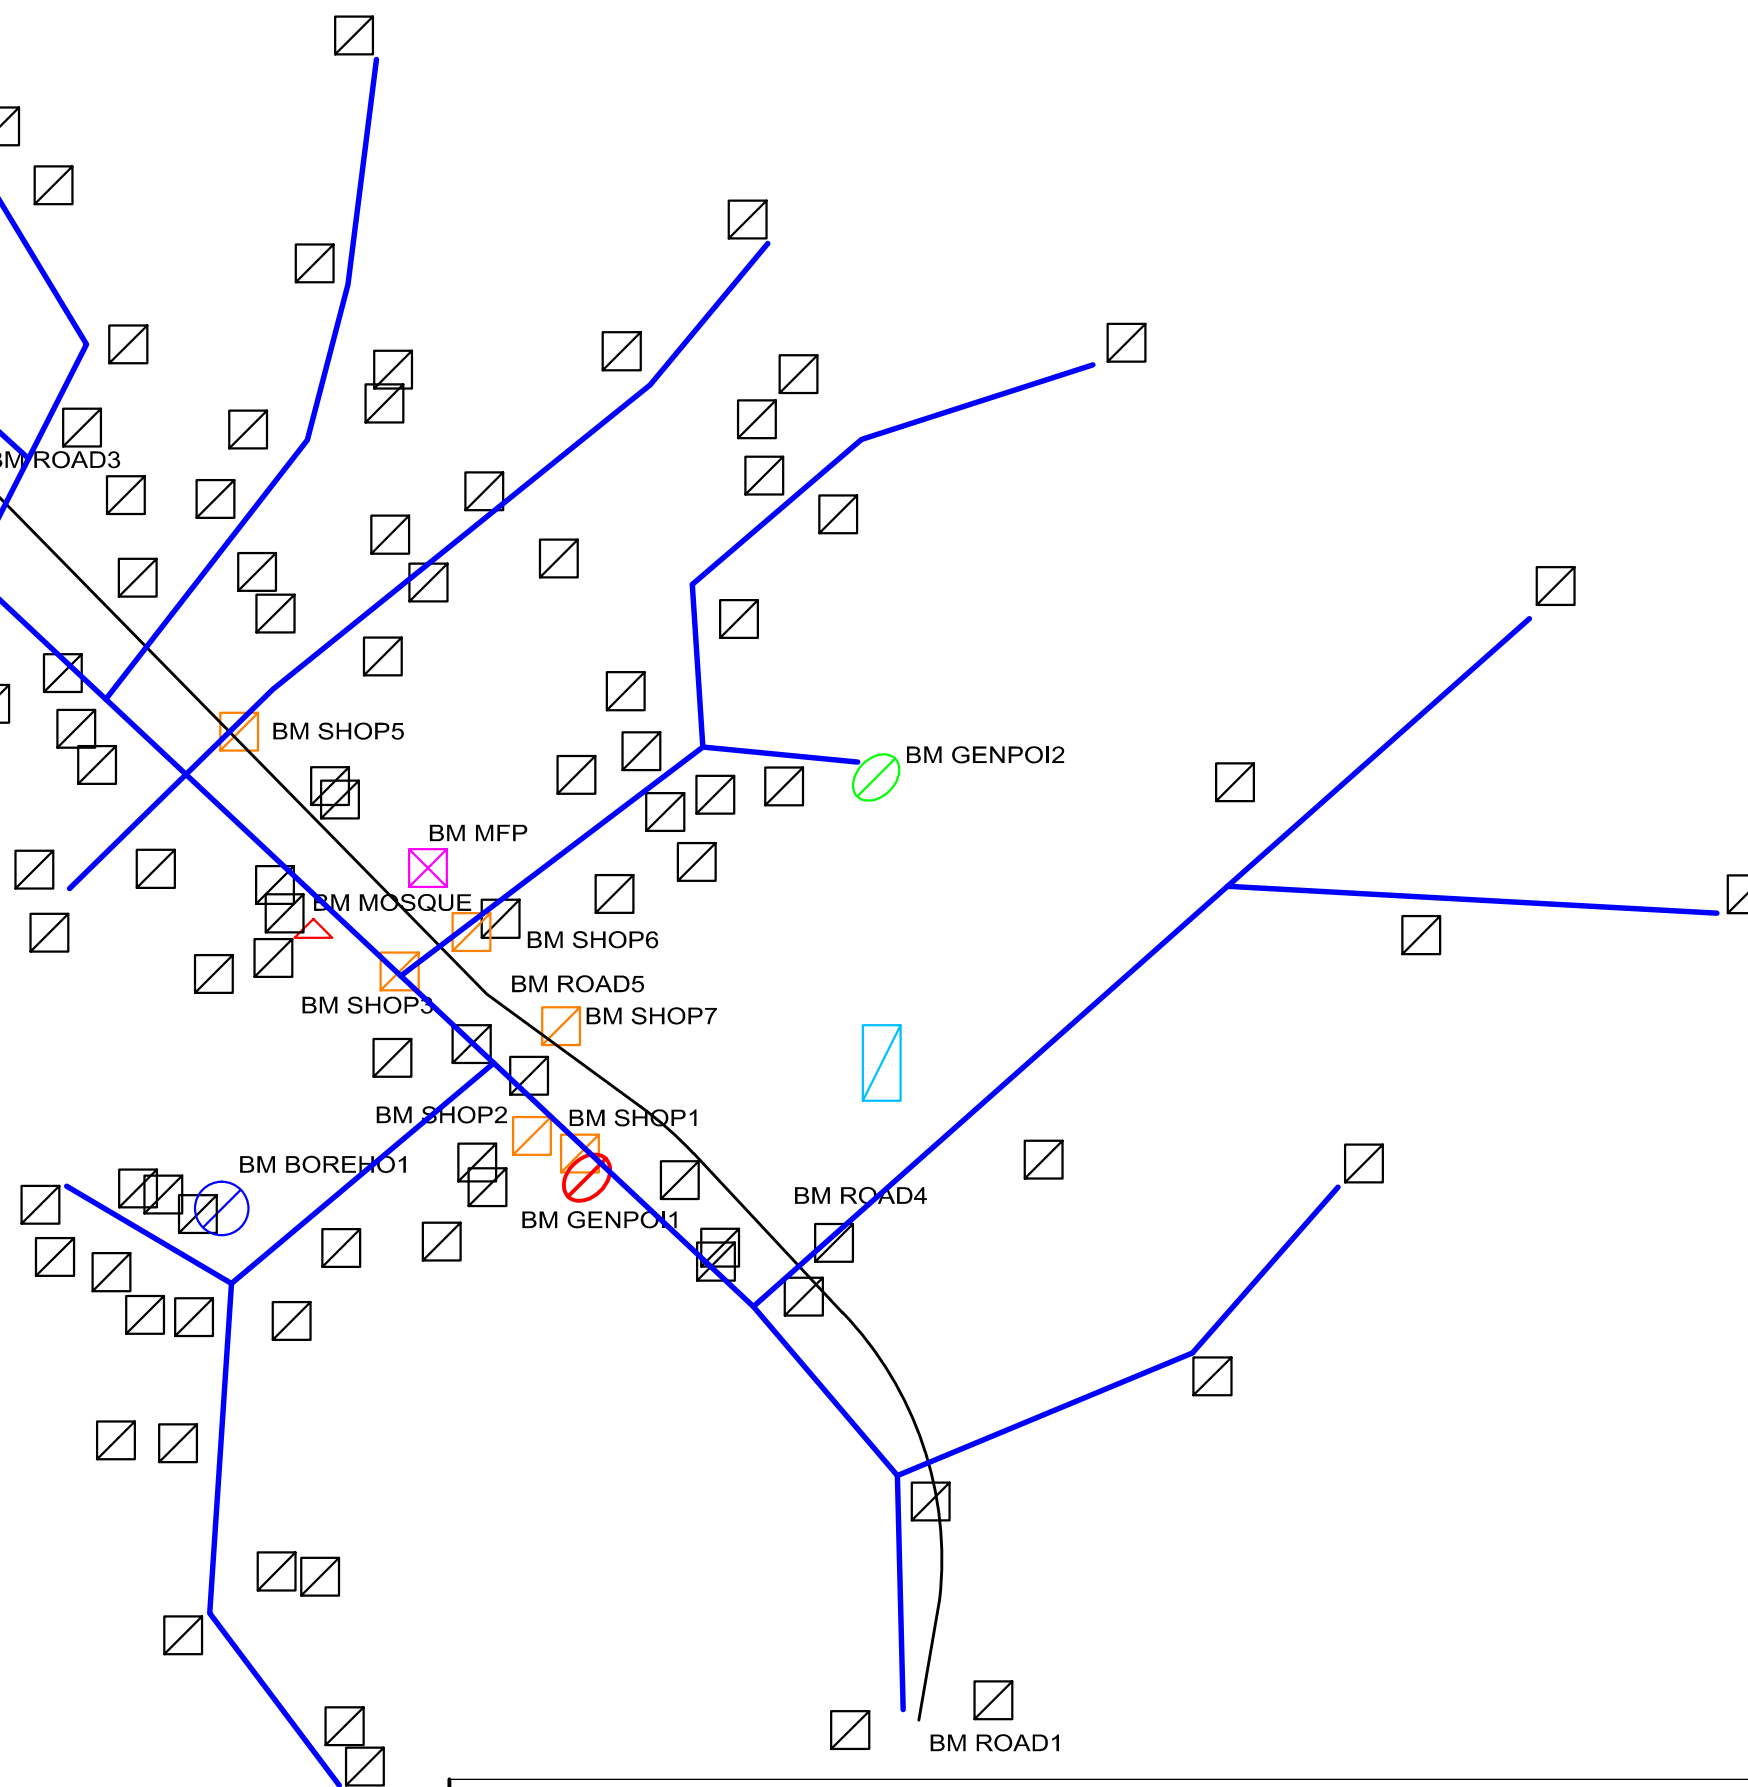 BM ROAD3
BM SHOP5
BM GENPOI2
BM MFP
BM MOSQUE
BM SHOP6
BM ROAD5
BM SHOP3
BM SHOP7
BM SHOP2
BM SHOP1
BM BOREHO1
BM ROAD4
BM GENPOI1
BM ROAD1